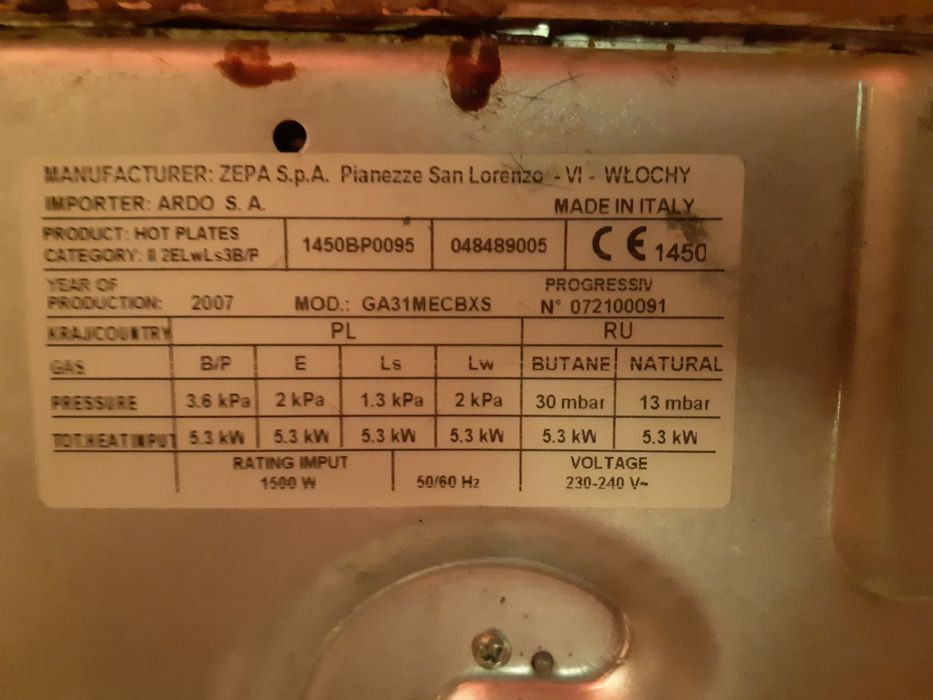 MANUFACTURER: ZEPA S.p.A. Pianezze San Lorenzo - VI - WŁOCHY
IMPORTER: ARDO S. A. MADE IN ITALY
PRODUCT: HOT PLATES
CATEGORY: II 2ELwLs3B/P
1450BP0095 048489005 CE 1450
YEAR OF
PRODUCTION: 2007 MOD.: GA31MECBXS
PROGRESSIV
N° 072100091
KRAJ/COUNTRY PL RU
GAS B/P E Ls Lw BUTANE NATURAL
PRESSURE 3.6 kPa 2 kPa 1.3 kPa 2 kPa 30 mbar 13 mbar
TOT.HEAT INPUT 5.3 kW 5.3 kW 5.3 kW 5.3 kW 5.3 kW 5.3 kW
RATING IMPUT
1500 W
50/60 Hz
VOLTAGE
230-240 V~